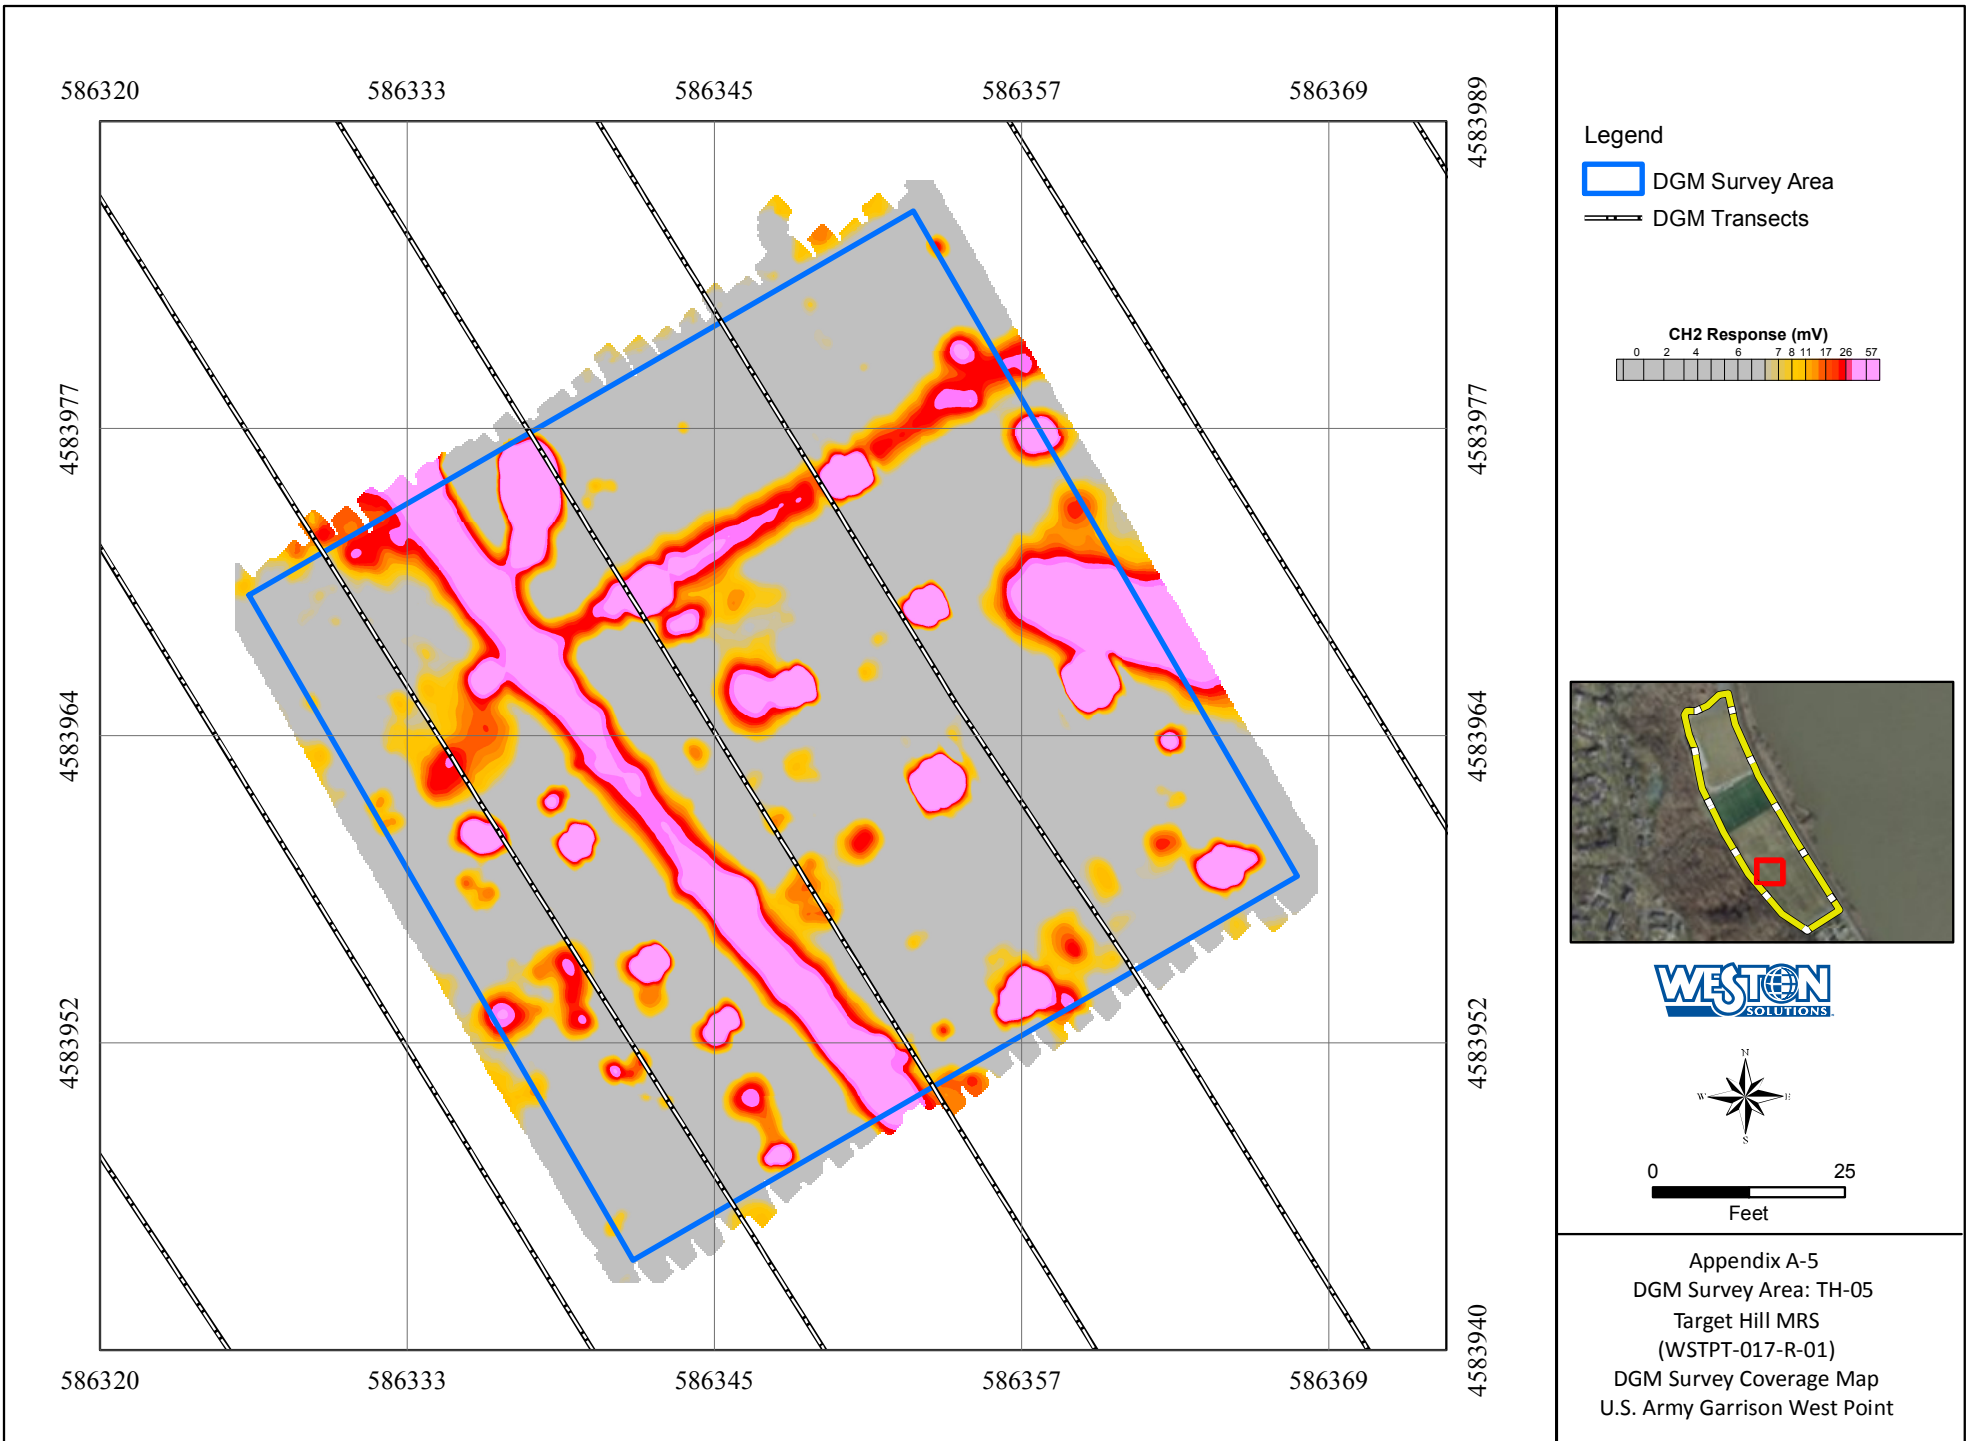 586320 586333 586345 586357 586369
4583989
4583977 4583977
4583964 4583964
4583952 4583952
4583940
586320 586333 586345 586357 586369
Legend
DGM Survey Area
DGM Transects
CH2 Response (mV)
0 2 4 6 7 8 11 17 26 57
WESTON
SOLUTIONS
N
W E
S
0 25
Feet
Appendix A-5
DGM Survey Area: TH-05
Target Hill MRS
(WSTPT-017-R-01)
DGM Survey Coverage Map
U.S. Army Garrison West Point